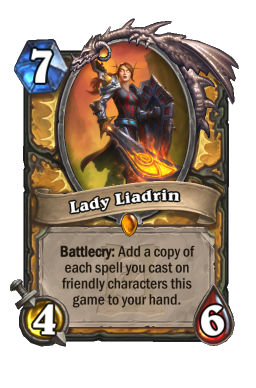 7
Lady Liadrin
Battlecry: Add a copy of
each spell you cast on
friendly characters this
game to your hand.
4
6